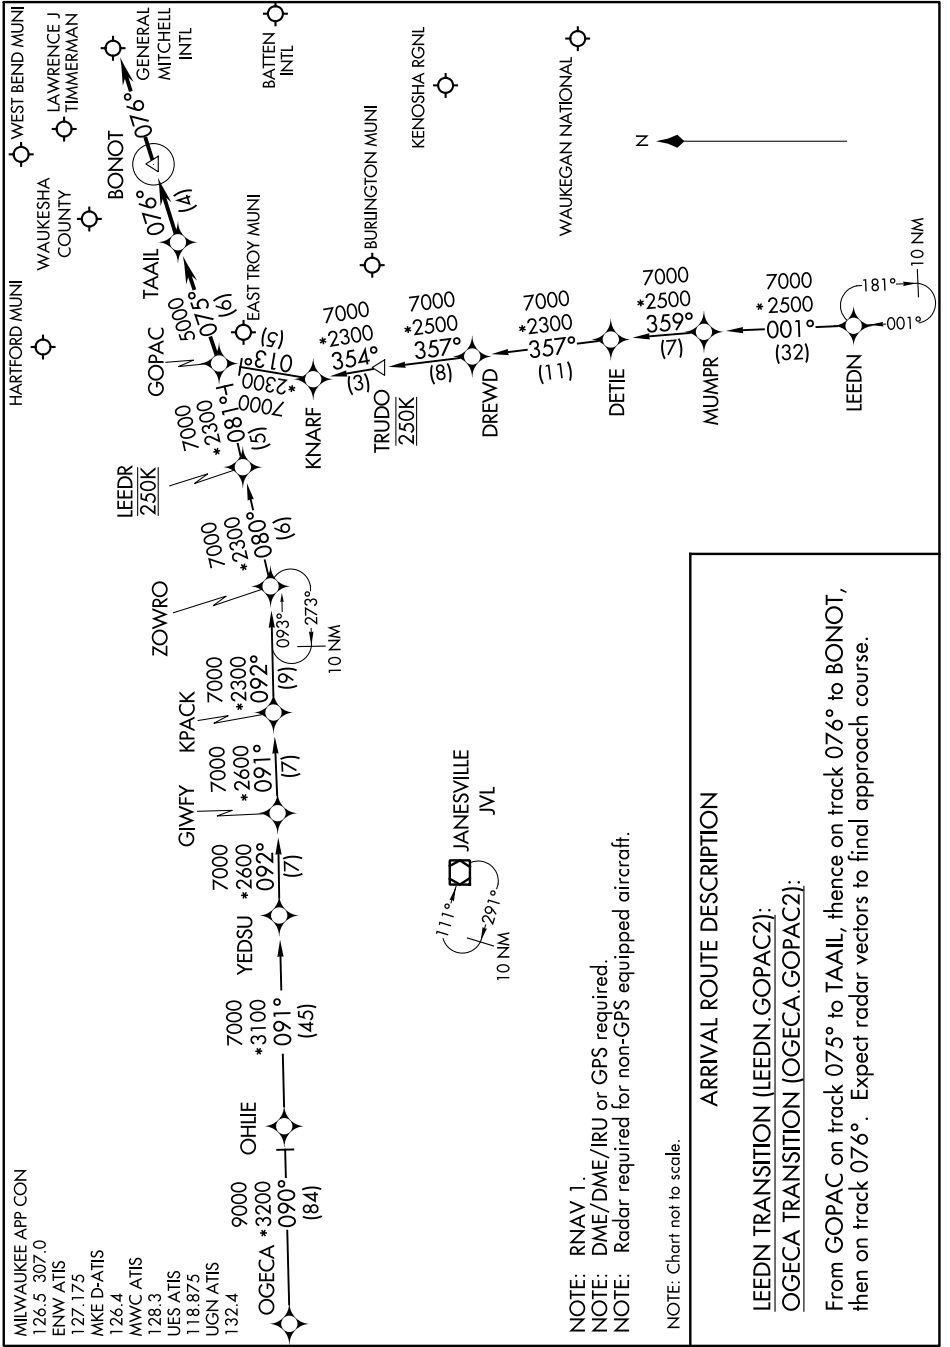 MILWAUKEE APP CON
126.5 307.0
ENW ATIS
127.175
MKE D-ATIS
126.4
MWC ATIS
128.3
UES ATIS
118.875
UGN ATIS
132.4
HARTFORD MUNI
WEST BEND MUNI
LAWRENCE J
TIMMERMAN
WAUKESHA
COUNTY
GENERAL
MITCHELL
INTL
BATTEN
INTL
KENOSHA RGNL
WAUKEGAN NATIONAL
BURLINGTON MUNI
EAST TROY MUNI
N
OGECA
9000
*3200
090°
(84)
OHLIE
7000
*3100
091°
(45)
YEDSU
7000
*2600
092°
(7)
GIWFY
7000
*2600
091°
(7)
KPACK
7000
*2300
092°
(9)
ZOWRO
093°
273°
10 NM
7000
*2300
080°
(6)
LEEDR
250K
7000
*2300
081°
(5)
GOPAC
5000
075°
(6)
TAAIL
076°
(4)
BONOT
076°
7000
*2300
013°
(5)
KNARF
7000
*2300
354°
(3)
TRUDO
250K
7000
*2500
357°
(8)
DREWD
7000
*2300
357°
(11)
DETIE
7000
*2500
359°
(7)
MUMPR
7000
*2500
001°
(32)
LEEDN
181°
001°
10 NM
JANESVILLE
JVL
111°
291°
10 NM
NOTE: RNAV 1.
NOTE: DME/DME/IRU or GPS required.
NOTE: Radar required for non-GPS equipped aircraft.
NOTE: Chart not to scale.
ARRIVAL ROUTE DESCRIPTION
LEEDN TRANSITION (LEEDN.GOPAC2):
OGECA TRANSITION (OGECA.GOPAC2):
From GOPAC on track 075° to TAAIL, thence on track 076° to BONOT,
then on track 076°. Expect radar vectors to final approach course.